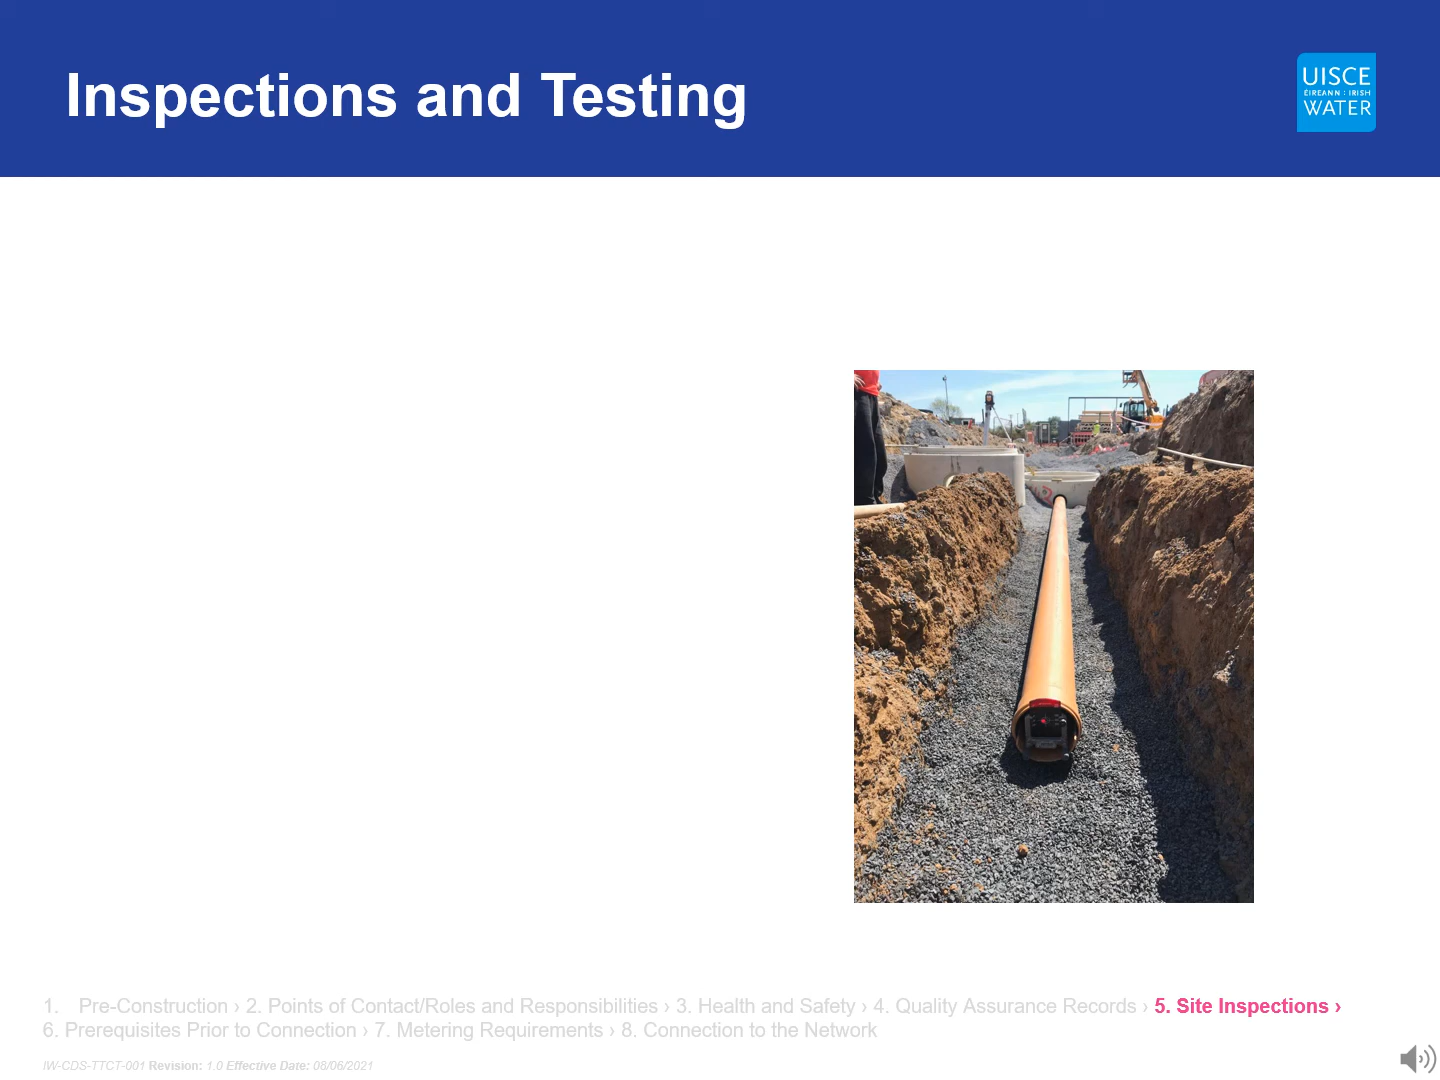 Inspections and Testing
UISCE
ÉIREANN : IRISH
WATER
1. Pre-Construction › 2. Points of Contact/Roles and Responsibilities › 3. Health and Safety › 4. Quality Assurance Records › 5. Site Inspections ›
6. Prerequisites Prior to Connection › 7. Metering Requirements › 8. Connection to the Network
IW-CDS-TTCT-001 Revision: 1.0 Effective Date: 08/06/2021